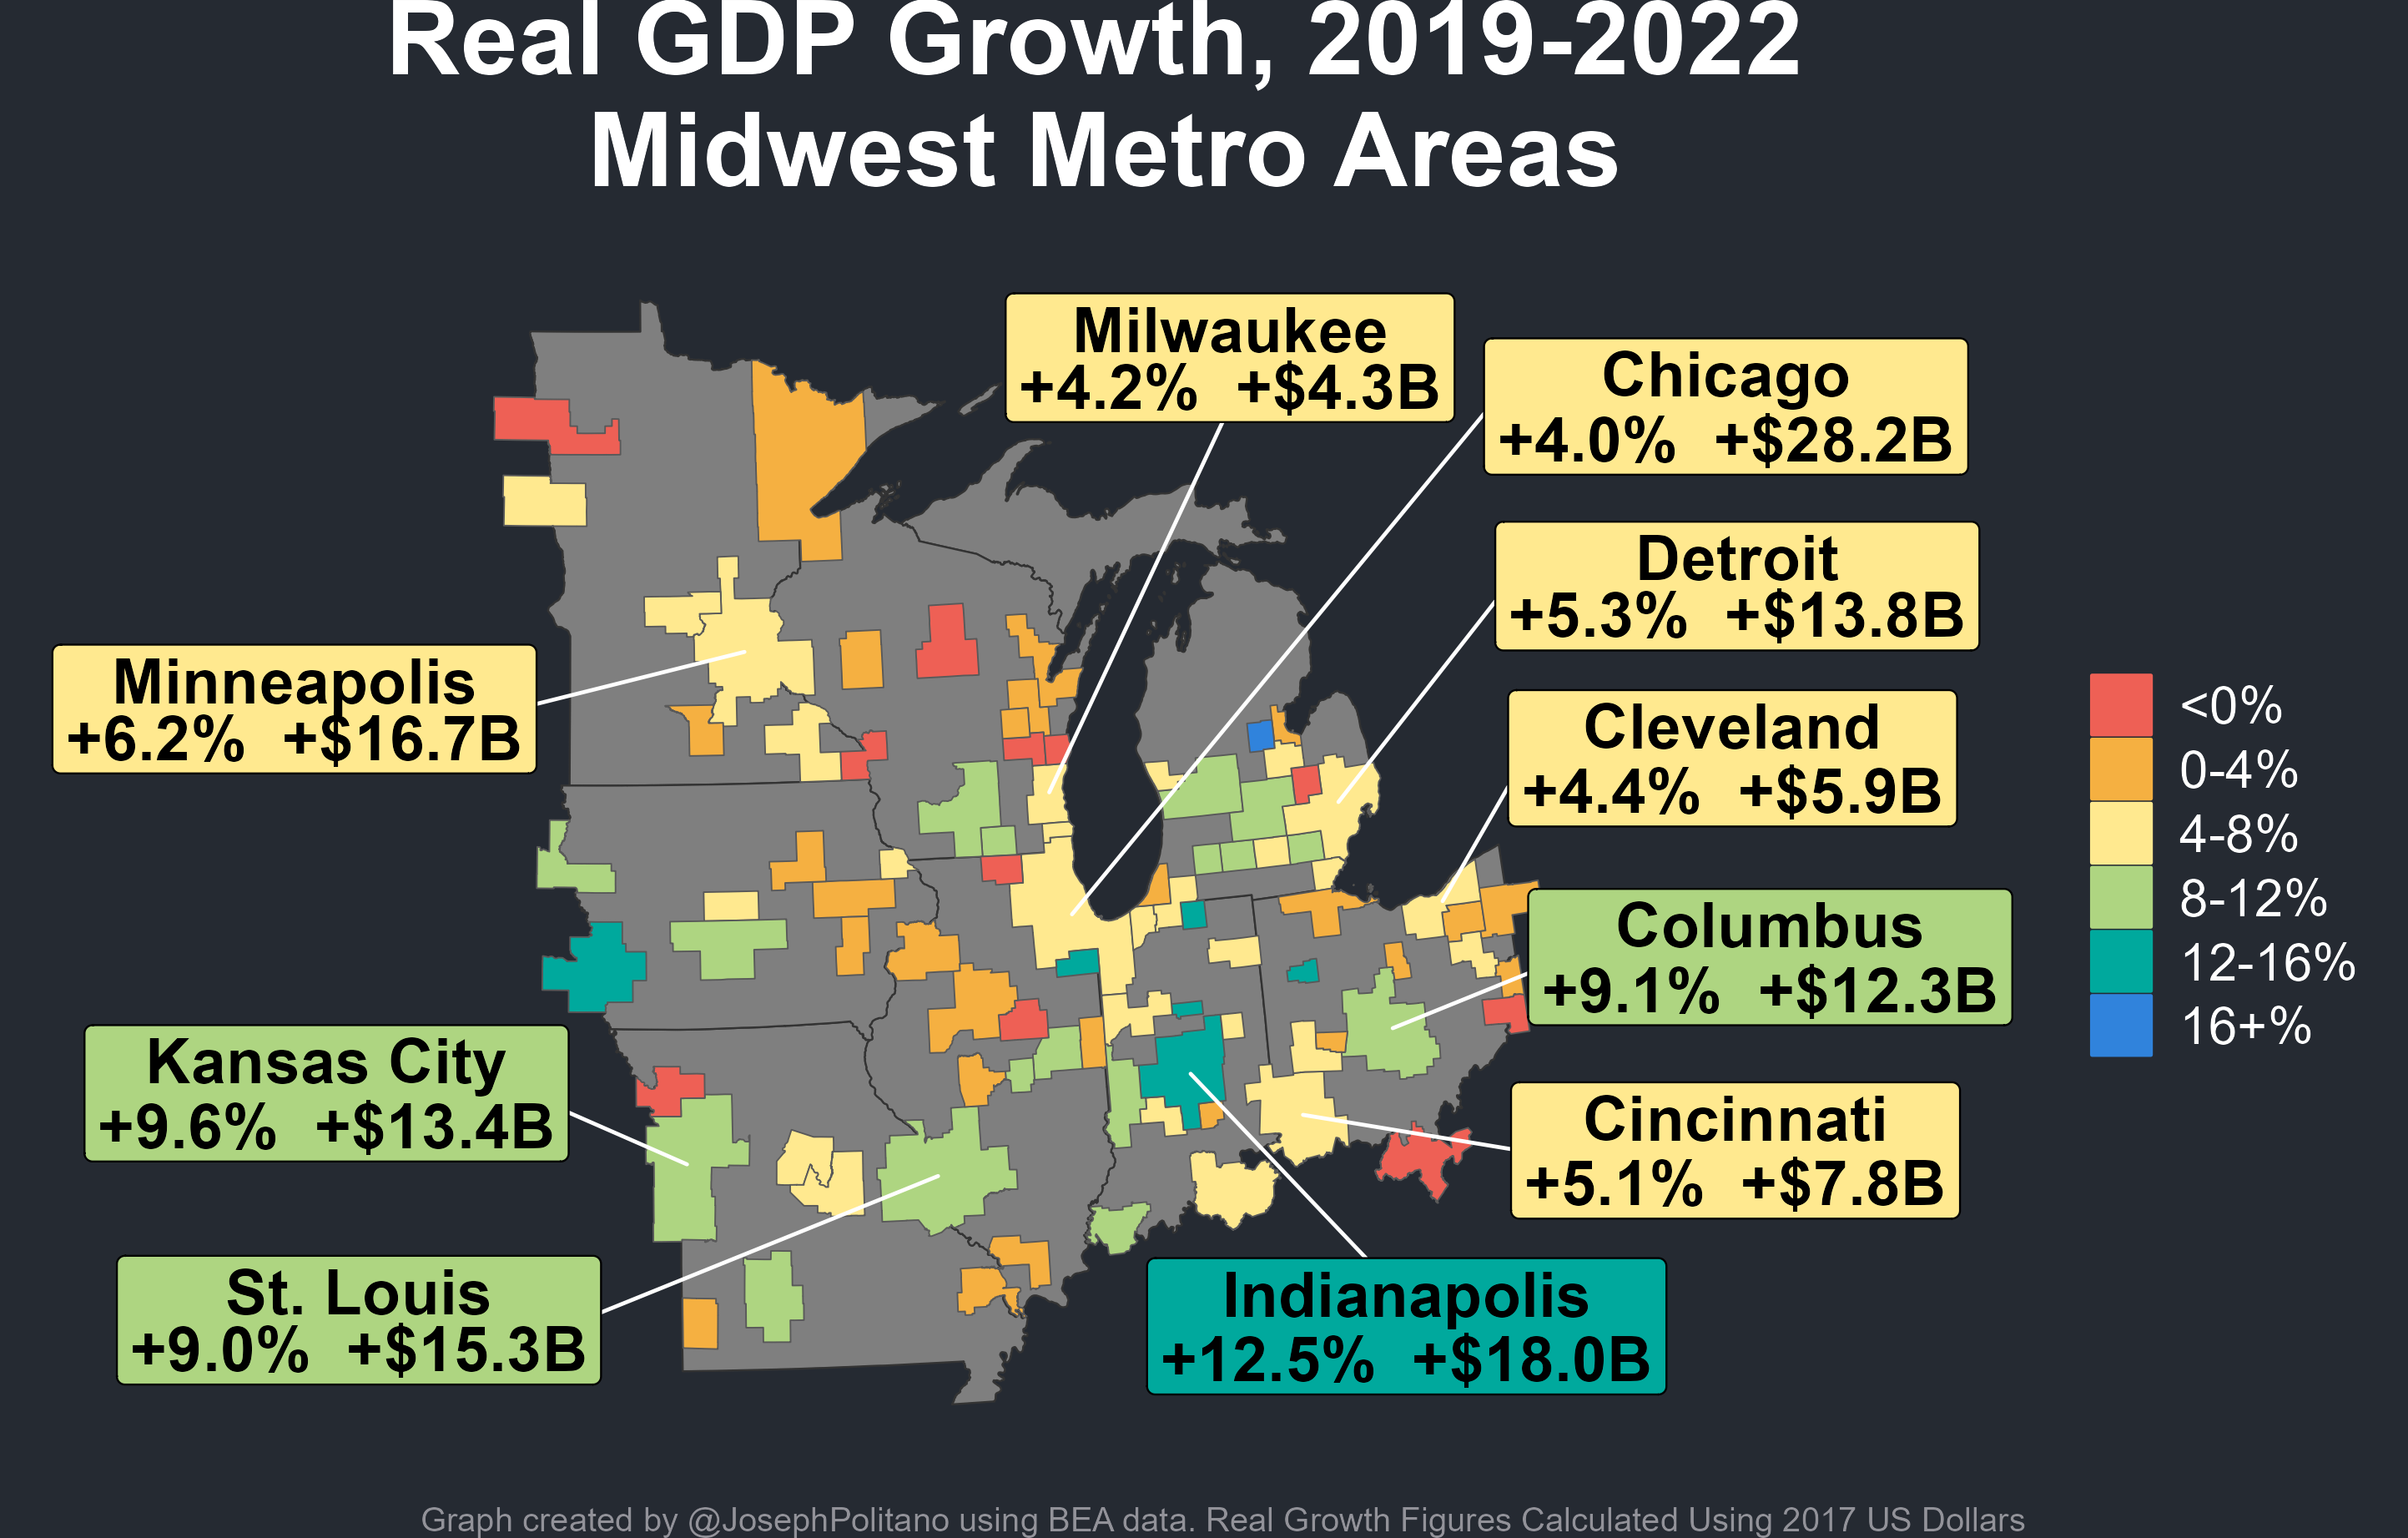 Real GDP Growth, 2019-2022
Midwest Metro Areas
Milwaukee
+4.2% +$4.3B
Chicago
+4.0% +$28.2B
Detroit
+5.3% +$13.8B
Minneapolis
+6.2% +$16.7B
Cleveland
+4.4% +$5.9B
<0%
0-4%
4-8%
8-12%
12-16%
16+%
Columbus
+9.1% +$12.3B
Kansas City
+9.6% +$13.4B
Cincinnati
+5.1% +$7.8B
St. Louis
+9.0% +$15.3B
Indianapolis
+12.5% +$18.0B
Graph created by @JosephPolitano using BEA data. Real Growth Figures Calculated Using 2017 US Dollars